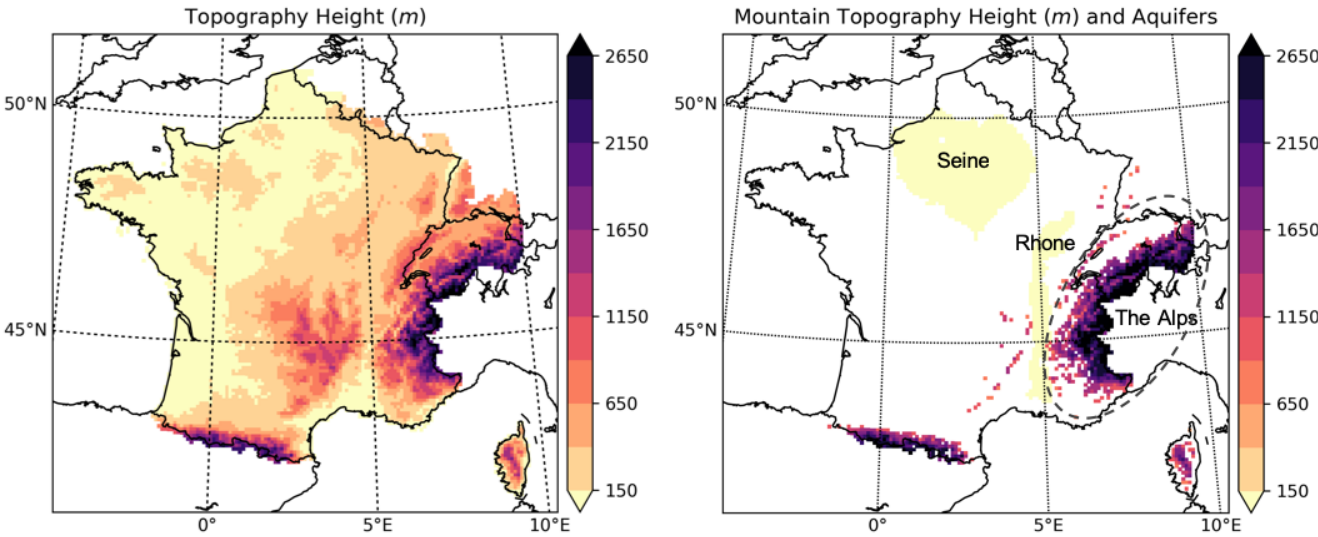 Topography Height (m)
50°N
45°N
0°
5°E
10°E
2650
2150
1650
1150
650
150
Mountain Topography Height (m) and Aquifers
50°N
45°N
Seine
Rhone
The Alps
0°
5°E
10°E
2650
2150
1650
1150
650
150